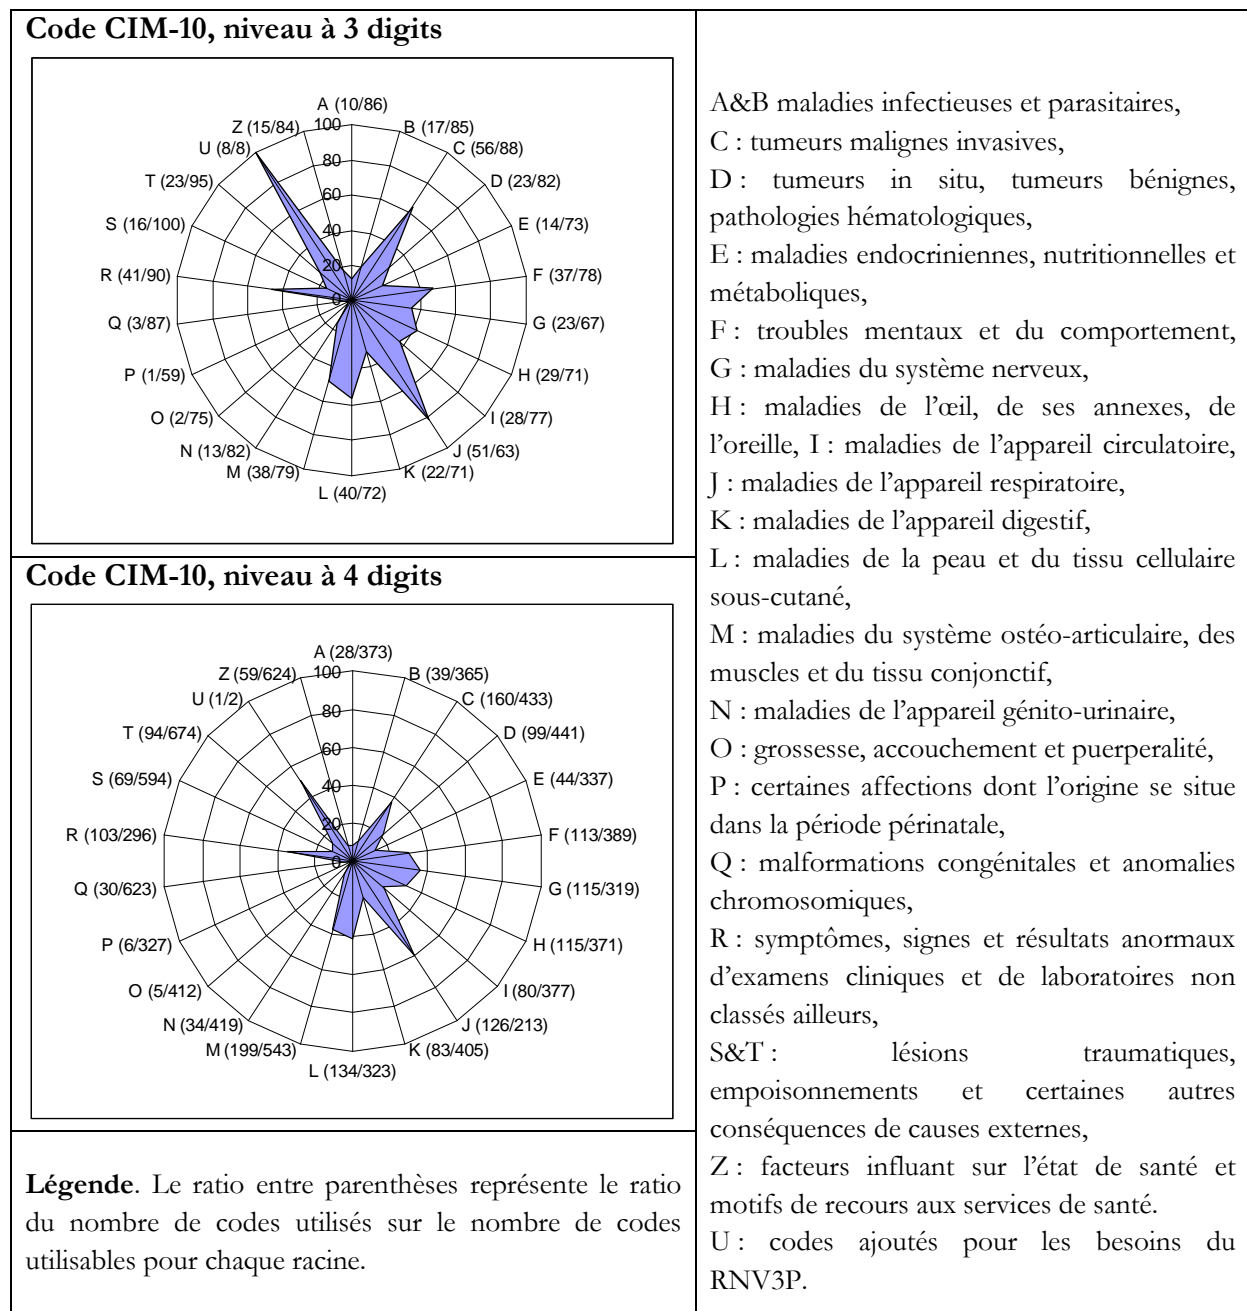 Code CIM-10, niveau à 3 digits
A (10/86)
B (17/85)
C (56/88)
D (23/82)
E (14/73)
F (37/78)
G (23/67)
H (29/71)
I (28/77)
J (51/63)
K (22/71)
L (40/72)
M (38/79)
N (13/82)
O (2/75)
P (1/59)
Q (3/87)
R (41/90)
S (16/100)
T (23/95)
U (8/8)
Z (15/84)
100
80
60
40
20
0
Code CIM-10, niveau à 4 digits
A (28/373)
B (39/365)
C (160/433)
D (99/441)
E (44/337)
F (113/389)
G (115/319)
H (115/371)
I (80/377)
J (126/213)
K (83/405)
L (134/323)
M (199/543)
N (34/419)
O (5/412)
P (6/327)
Q (30/623)
R (103/296)
S (69/594)
T (94/674)
U (1/2)
Z (59/624)
100
80
60
40
20
0
Légende. Le ratio entre parenthèses représente le ratio
du nombre de codes utilisés sur le nombre de codes
utilisables pour chaque racine.
A&B maladies infectieuses et parasitaires,
C : tumeurs malignes invasives,
D : tumeurs in situ, tumeurs bénignes,
pathologies hématologiques,
E : maladies endocriniennes, nutritionnelles et
métaboliques,
F : troubles mentaux et du comportement,
G : maladies du système nerveux,
H : maladies de l’œil, de ses annexes, de
l’oreille, I : maladies de l’appareil circulatoire,
J : maladies de l’appareil respiratoire,
K : maladies de l’appareil digestif,
L : maladies de la peau et du tissu cellulaire
sous-cutané,
M : maladies du système ostéo-articulaire, des
muscles et du tissu conjonctif,
N : maladies de l’appareil génito-urinaire,
O : grossesse, accouchement et puerperalité,
P : certaines affections dont l’origine se situe
dans la période périnatale,
Q : malformations congénitales et anomalies
chromosomiques,
R : symptômes, signes et résultats anormaux
d’examens cliniques et de laboratoires non
classés ailleurs,
S&T : lésions traumatiques,
empoisonnements et certaines autres
conséquences de causes externes,
Z : facteurs influant sur l’état de santé et
motifs de recours aux services de santé.
U : codes ajoutés pour les besoins du
RNV3P.